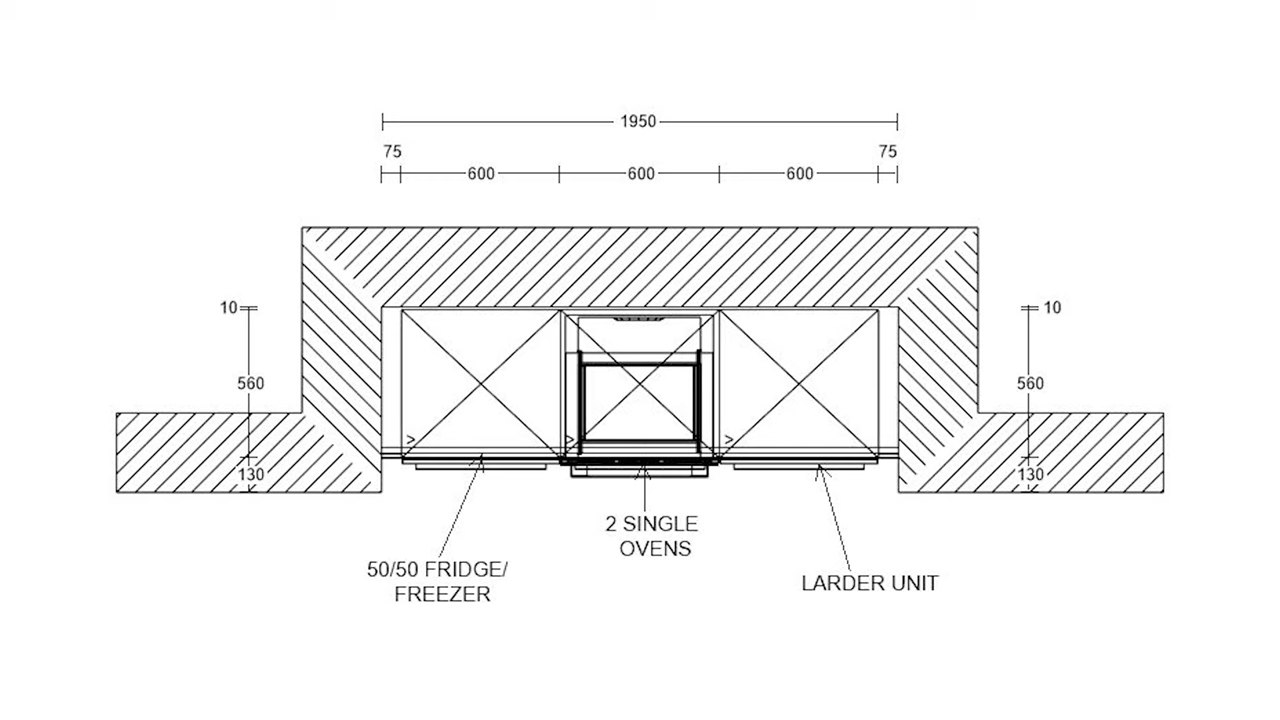 1950
75 75
600 600 600
10 10
560 560
130 130
2 SINGLE
OVENS
50/50 FRIDGE/
FREEZER
LARDER UNIT